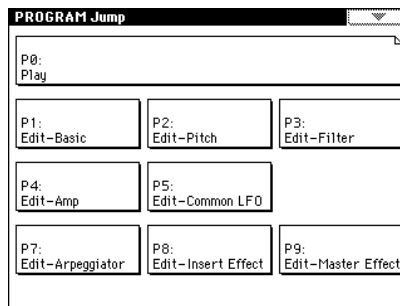 PROGRAM Jump
P0:
Play
P1:
Edit-Basic
P2:
Edit-Pitch
P3:
Edit-Filter
P4:
Edit-Amp
P5:
Edit-Common LFO
P7:
Edit-Arpeggiator
P8:
Edit-Insert Effect
P9:
Edit-Master Effect